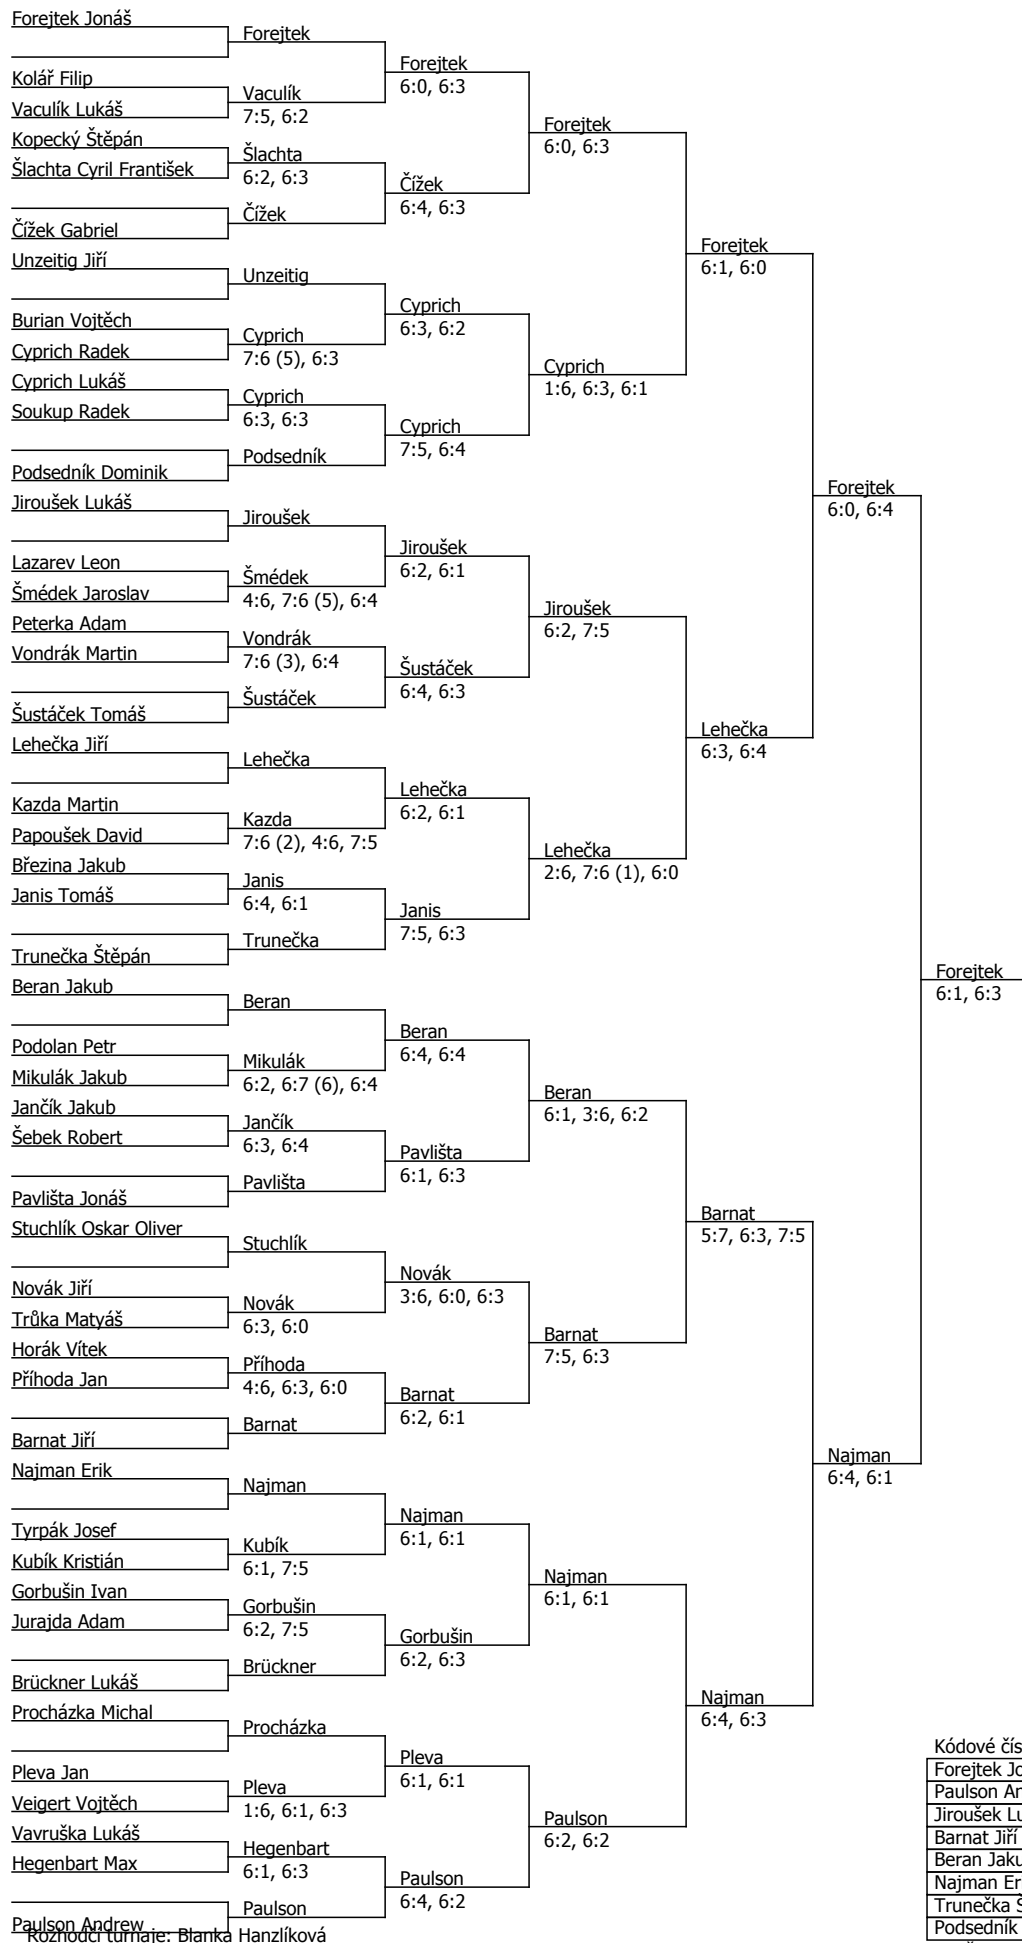 Forejtek Jonáš
Forejtek
Forejtek
6:0, 6:3
Kolář Filip
Vaculík
7:5, 6:2
Vaculík Lukáš
Forejtek
6:0, 6:3
Kopecký Štěpán
Šlachta
6:2, 6:3
Šlachta Cyril František
Čížek
6:4, 6:3
Čížek
Čížek Gabriel
Forejtek
6:1, 6:0
Unzeitig Jiří
Unzeitig
Cyprich
6:3, 6:2
Burian Vojtěch
Cyprich
7:6 (5), 6:3
Cyprich Radek
Cyprich
1:6, 6:3, 6:1
Cyprich Lukáš
Cyprich
6:3, 6:3
Soukup Radek
Cyprich
7:5, 6:4
Podsedník
Podsedník Dominik
Forejtek
6:0, 6:4
Jiroušek Lukáš
Jiroušek
Jiroušek
6:2, 6:1
Lazarev Leon
Šmédek
4:6, 7:6 (5), 6:4
Šmédek Jaroslav
Jiroušek
6:2, 7:5
Peterka Adam
Vondrák
7:6 (3), 6:4
Vondrák Martin
Šustáček
6:4, 6:3
Šustáček
Šustáček Tomáš
Lehečka
6:3, 6:4
Lehečka Jiří
Lehečka
Lehečka
6:2, 6:1
Kazda Martin
Kazda
7:6 (2), 4:6, 7:5
Papoušek David
Lehečka
2:6, 7:6 (1), 6:0
Březina Jakub
Janis
6:4, 6:1
Janis Tomáš
Janis
7:5, 6:3
Trunečka
Trunečka Štěpán
Forejtek
6:1, 6:3
Beran Jakub
Beran
Beran
6:4, 6:4
Podolan Petr
Mikulák
6:2, 6:7 (6), 6:4
Mikulák Jakub
Beran
6:1, 3:6, 6:2
Jančík Jakub
Jančík
6:3, 6:4
Šebek Robert
Pavlišta
6:1, 6:3
Pavlišta
Pavlišta Jonáš
Barnat
5:7, 6:3, 7:5
Stuchlík Oskar Oliver
Stuchlík
Novák
3:6, 6:0, 6:3
Novák Jiří
Novák
6:3, 6:0
Trůka Matyáš
Barnat
7:5, 6:3
Horák Vítek
Příhoda
4:6, 6:3, 6:0
Příhoda Jan
Barnat
6:2, 6:1
Barnat
Barnat Jiří
Najman
6:4, 6:1
Najman Erik
Najman
Najman
6:1, 6:1
Tyrpák Josef
Kubík
6:1, 7:5
Kubík Kristián
Najman
6:1, 6:1
Gorbušin Ivan
Gorbušin
6:2, 7:5
Jurajda Adam
Gorbušin
6:2, 6:3
Brückner
Brückner Lukáš
Najman
6:4, 6:3
Procházka Michal
Procházka
Pleva
6:1, 6:1
Pleva Jan
Pleva
1:6, 6:1, 6:3
Veigert Vojtěch
Paulson
6:2, 6:2
Vavruška Lukáš
Hegenbart
6:1, 6:3
Hegenbart Max
Paulson
6:4, 6:2
Paulson
Paulson Andrew
Rozhodčí turnaje: Blanka Hanzlíková
Kódové čís
Forejtek Jo
Paulson An
Jiroušek Lu
Barnat Jiří
Beran Jaku
Najman Er
Trunečka Š
Podsedník